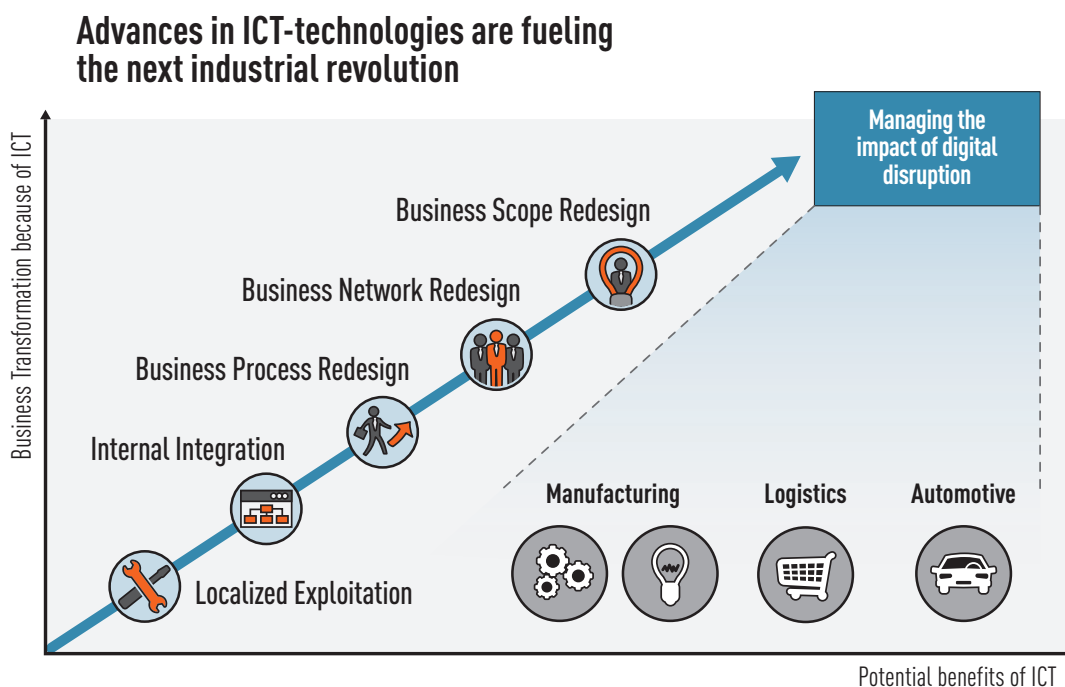 Advances in ICT-technologies are fueling
the next industrial revolution
Business Transformation because of ICT
Managing the
impact of digital
disruption
Business Scope Redesign
Business Network Redesign
Business Process Redesign
Internal Integration
Localized Exploitation
Manufacturing
Logistics
Automotive
Potential benefits of ICT